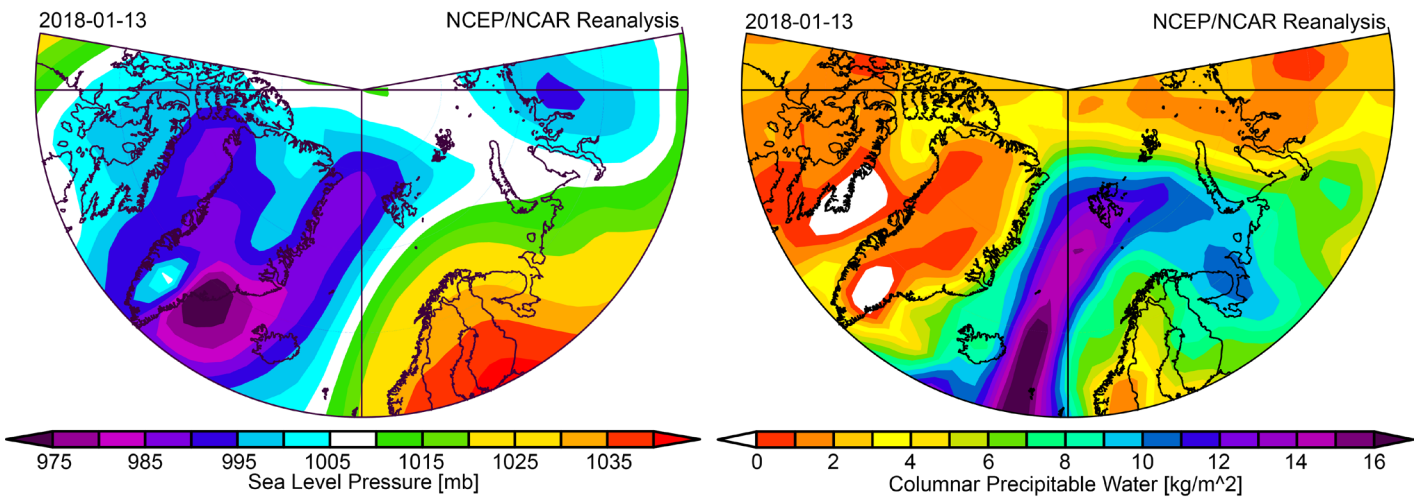 2018-01-13 NCEP/NCAR Reanalysis
975 985 995 1005 1015 1025 1035
Sea Level Pressure [mb]
2018-01-13 NCEP/NCAR Reanalysis
0 2 4 6 8 10 12 14 16
Columnar Precipitable Water [kg/m^2]